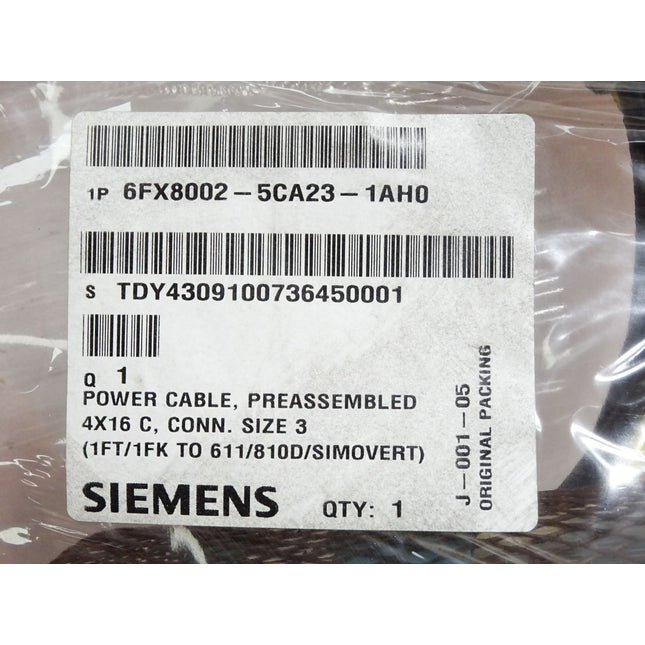 1P 6FX8002-5CA23-1AH0
S TDY4309100736450001
Q 1
POWER CABLE, PREASSEMBLED
4X16 C, CONN. SIZE 3
(1FT/1FK TO 611/810D/SIMOVERT)
SIEMENS QTY: 1
J-001-05
ORIGINAL PACKING